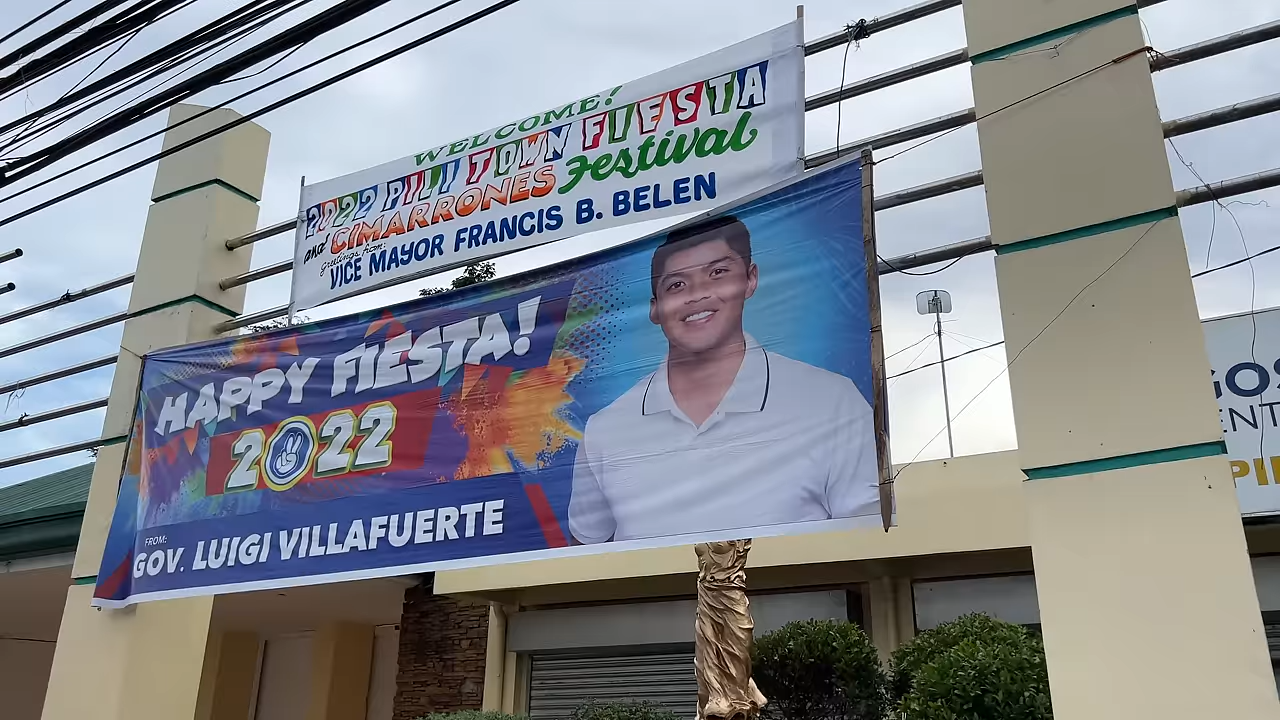 WELCOME!
2022 PILI TOWN FIESTA
and CIMARRONES Festival
greetings from:
VICE MAYOR FRANCIS B. BELEN
HAPPY FIESTA!
2022
FROM:
GOV. LUIGI VILLAFUERTE